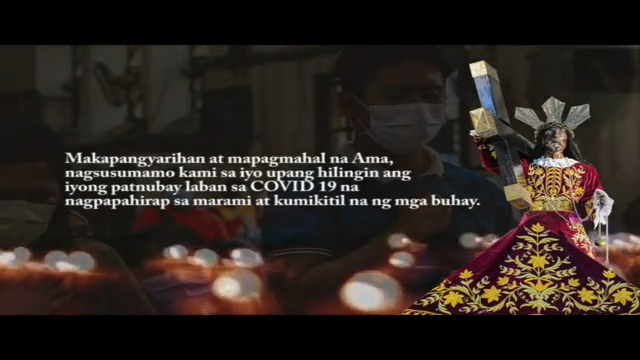 Makapangyarihan at mapagmahal na Ama,
nagsusumamo kami sa iyo upang hilingin ang
iyong patnubay laban sa COVID 19 na
nagpapahirap sa marami at kumikitil na ng mga buhay.